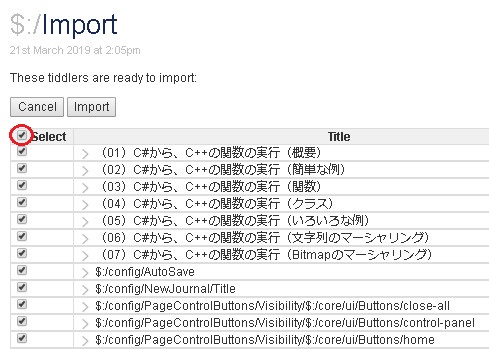 $:/Import
21st March 2019 at 2:05pm
These tiddlers are ready to import:
Cancel Import
Select Title
（01）C#から、C++の関数の実行（概要）
（02）C#から、C++の関数の実行（簡単な例）
（03）C#から、C++の関数の実行（関数）
（04）C#から、C++の関数の実行（クラス）
（05）C#から、C++の関数の実行（いろいろな例）
（06）C#から、C++の関数の実行（文字列のマーシャリング）
（07）C#から、C++の関数の実行（Bitmapのマーシャリング）
$:/config/AutoSave
$:/config/NewJournal/Title
$:/config/PageControlButtons/Visibility/$:/core/ui/Buttons/close-all
$:/config/PageControlButtons/Visibility/$:/core/ui/Buttons/control-panel
$:/config/PageControlButtons/Visibility/$:/core/ui/Buttons/home